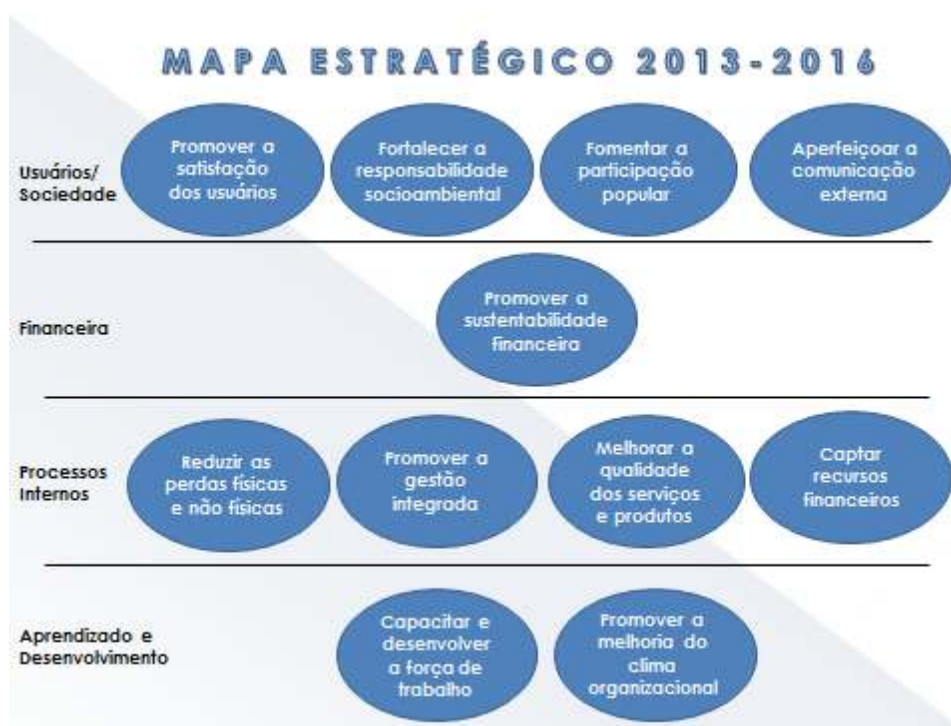 MAPA ESTRATÉGICO 2013-2016
Usuários/
Sociedade
Promover a
satisfação
dos usuários
Fortalecer a
responsabilidade
socioambiental
Fomentar a
participação
popular
Aperfeiçoar a
comunicação
externa
Financeira
Promover a
sustentabilidade
financeira
Processos
Internos
Reduzir as
perdas físicas
e não físicas
Promover a
gestão
integrada
Melhorar a
qualidade
dos serviços
e produtos
Captar
recursos
financeiros
Aprendizado e
Desenvolvimento
Capacitar e
desenvolver
a força de
trabalho
Promover a
melhoria do
clima
organizacional